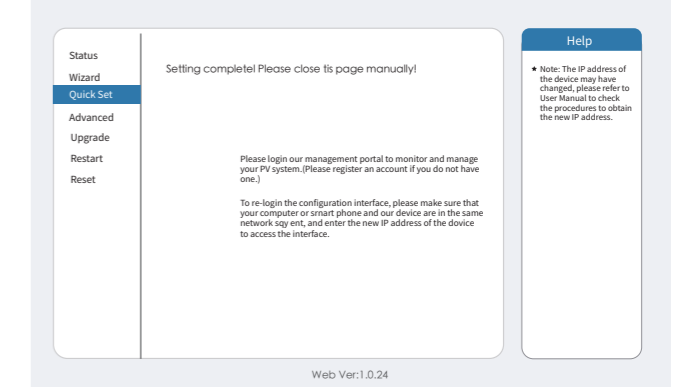 Status
Wizard
Quick Set
Advanced
Upgrade
Restart
Reset
Setting completel Please close tis page manually!
Please login our management portal to monitor and manage
your PV system.(Please register an account if you do not have
one.)
To re-login the configuration interface, please make sure that
your computer or srnart phone and our device are in the same
network sqy ent, and enter the new IP address of the dovice
to access the interface.
Help
★ Note: The IP address of
the device may have
changed, please refer to
User Manual to check
the procedures to obtain
the new IP address.
Web Ver:1.0.24